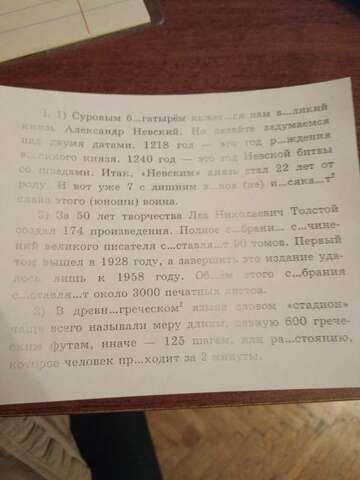 1. 1) Суровым б...гатырём кажет...ся нам в...ликий
князь Александр Невский. Но давайте задумаемся
над двумя датами. 1218 год — это год р...ждения
в...ликого князя. 1240 год — это год Невской битвы
со шведами. Итак, «Невским» князь стал 22 лет от
роду. И вот уже 7 с лишним в...ков (не) и...сяка...т²
слава этого (юноши) воина.
2) За 50 лет творчества Лев Николаевич Толстой
создал 174 произведения. Полное с...брани... с...чине-
ний великого писателя с...ставля...т 90 томов. Первый
том вышел в 1928 году, а завершить это издание уда-
лось лишь к 1958 году. Об...ём этого с...брания
с...ставля...т около 3000 печатных листов.
3) В древн...греческом² языке словом «стадион»
чаще всего называли меру длины, равную 600 грече-
ским футам, иначе — 125 шагам, или ра...стоянию,
которое человек пр...ходит за 2 минуты.